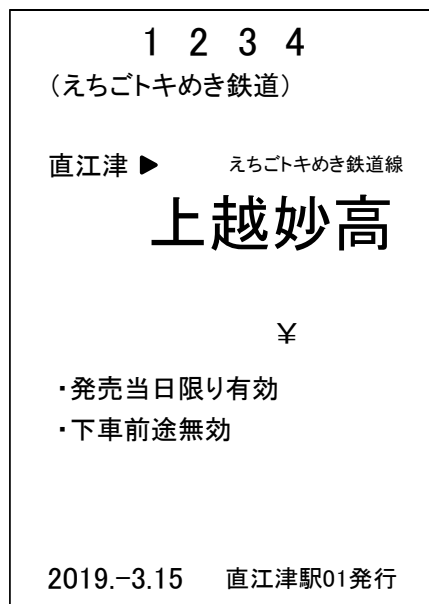 1 2 3 4
(えちごトキめき鉄道)
直江津 ▶ えちごトキめき鉄道線
上越妙高
¥
・発売当日限り有効
・下車前途無効
2019.-3.15 直江津駅01発行